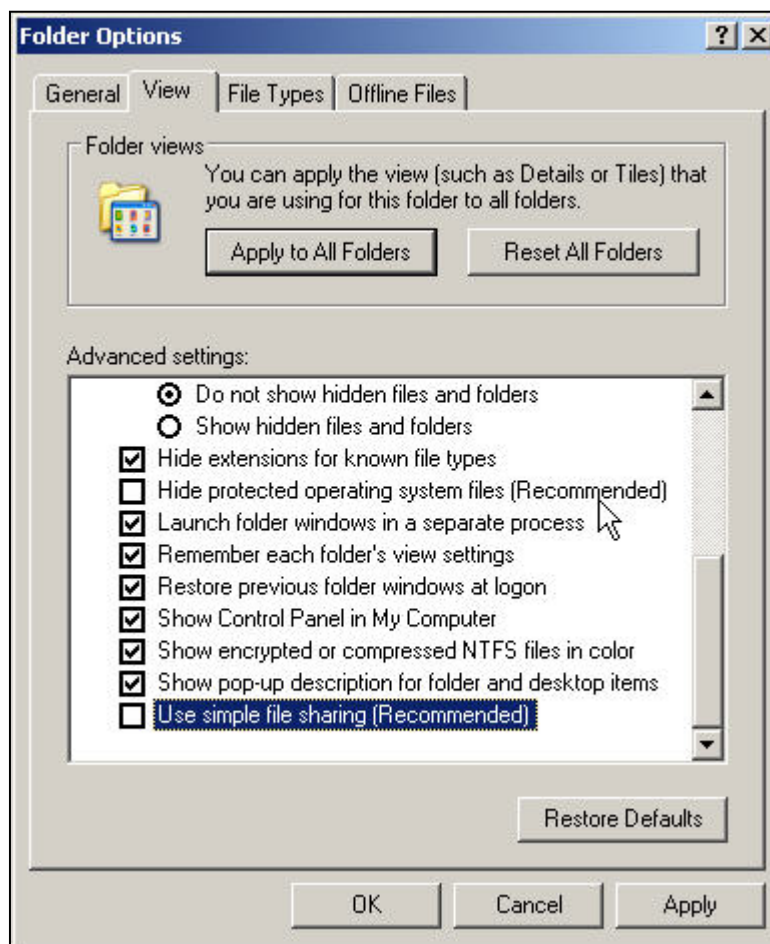 Folder Options
General View File Types Offline Files
Folder views
You can apply the view (such as Details or Tiles) that
you are using for this folder to all folders.
Apply to All Folders Reset All Folders
Advanced settings:
Do not show hidden files and folders
Show hidden files and folders
Hide extensions for known file types
Hide protected operating system files (Recommended)
Launch folder windows in a separate process
Remember each folder's view settings
Restore previous folder windows at logon
Show Control Panel in My Computer
Show encrypted or compressed NTFS files in color
Show pop-up description for folder and desktop items
Use simple file sharing (Recommended)
Restore Defaults
OK Cancel Apply